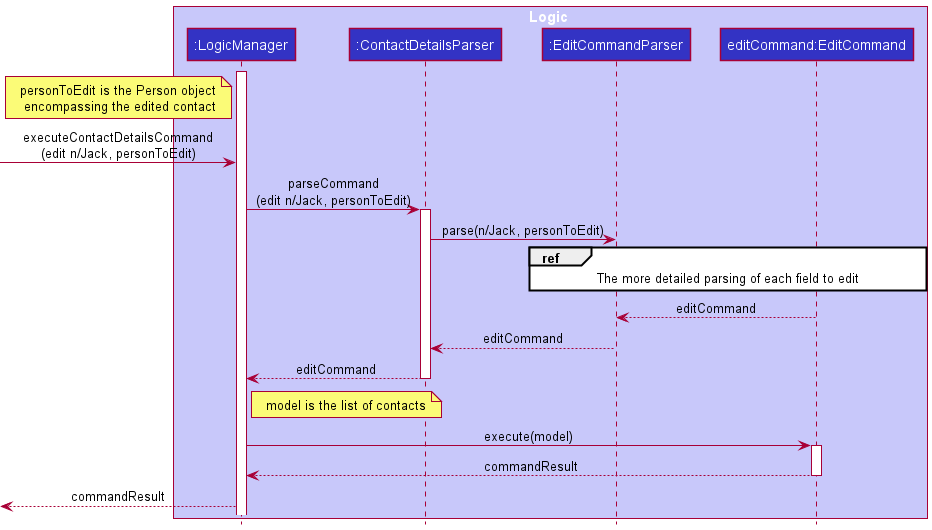 Logic
:LogicManager
:ContactDetailsParser
:EditCommandParser
editCommand:EditCommand
personToEdit is the Person object
encompassing the edited contact
executeContactDetailsCommand
(edit n/Jack, personToEdit)
parseCommand
(edit n/Jack, personToEdit)
parse(n/Jack, personToEdit)
ref
The more detailed parsing of each field to edit
editCommand
editCommand
editCommand
model is the list of contacts
execute(model)
commandResult
commandResult